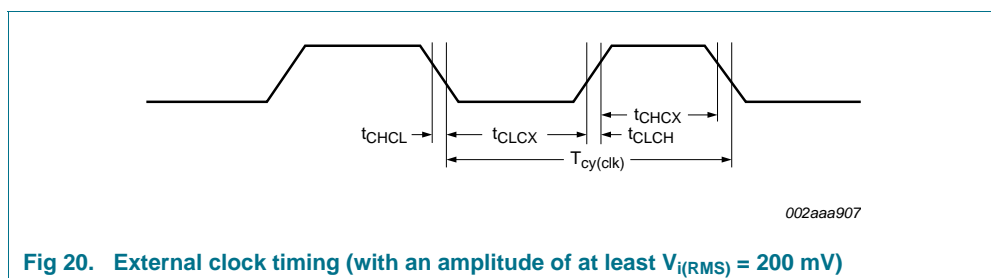 tCHCX
tCHCL tCLCX tCLCH
Tcy(clk)
002aaa907
Fig 20. External clock timing (with an amplitude of at least Vi(RMS) = 200 mV)